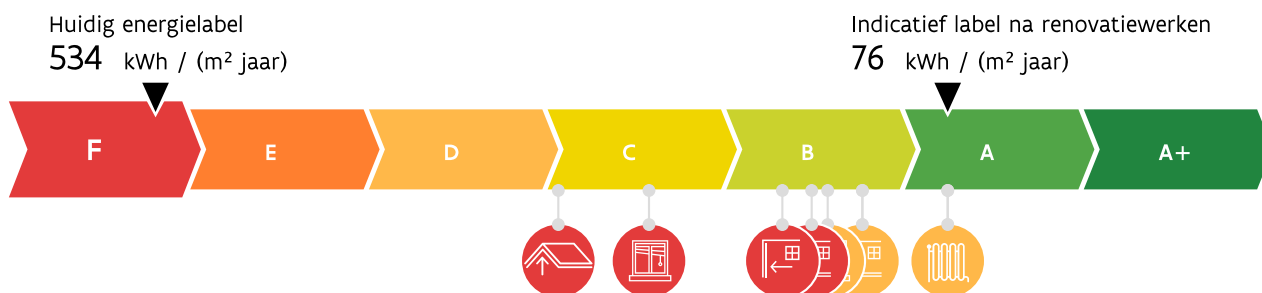 Huidig energielabel
534 kWh / (m² jaar)
Indicatief label na renovatiewerken
76 kWh / (m² jaar)
F E D C B A A+